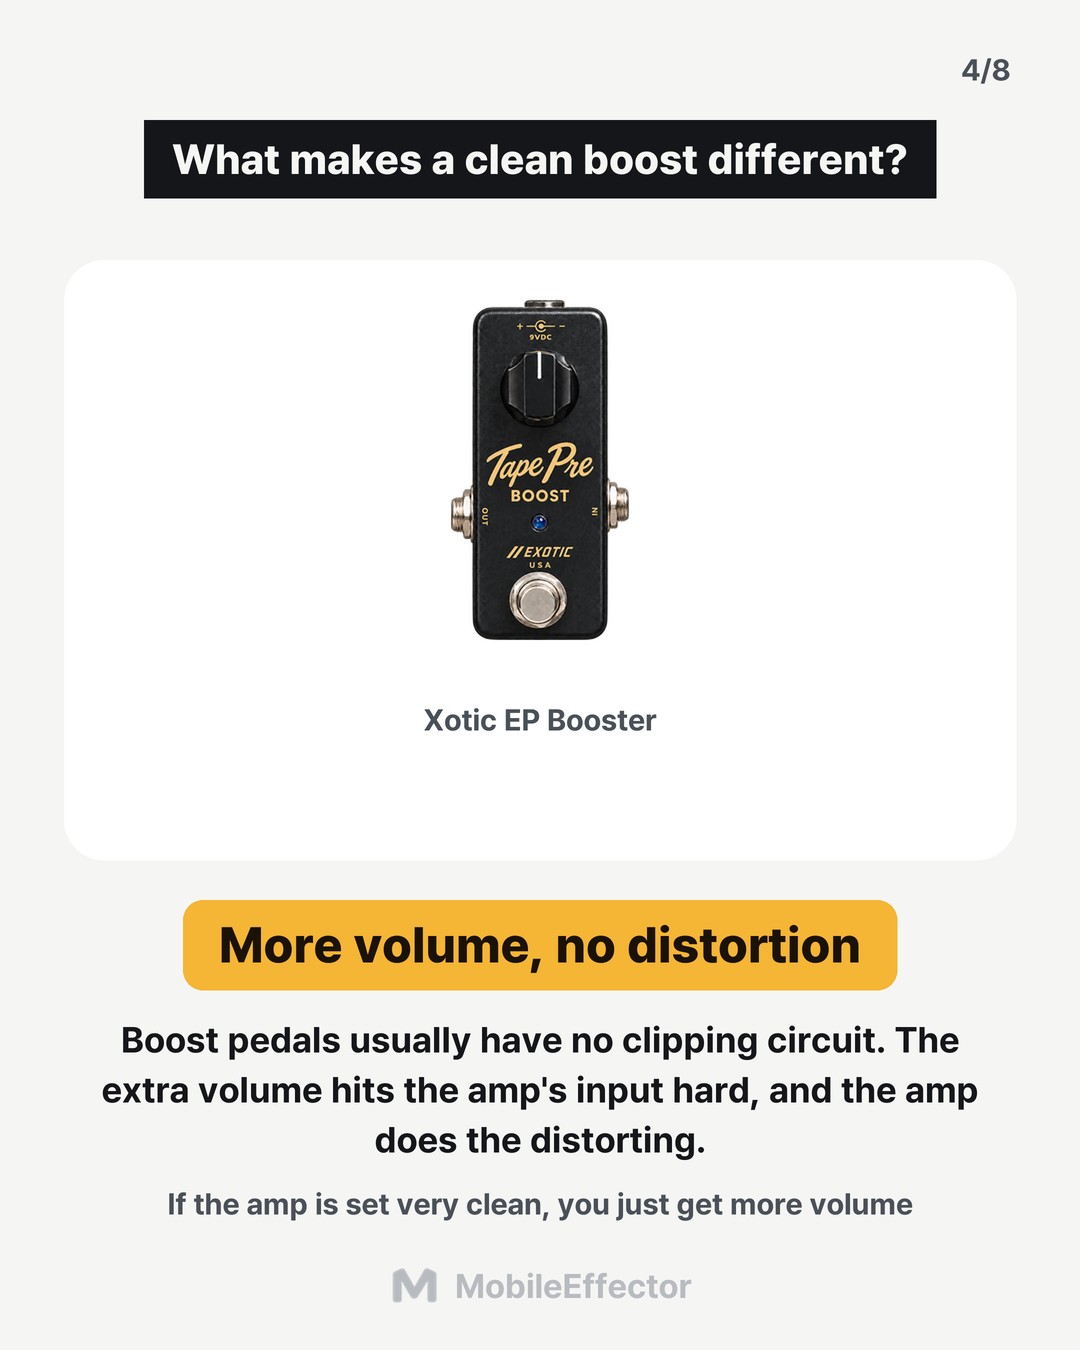 4/8
What makes a clean boost different?
+ −
9VDC
Tape Pre
BOOST
OUT
IN
EXOTIC
USA
Xotic EP Booster
More volume, no distortion
Boost pedals usually have no clipping circuit. The
extra volume hits the amp's input hard, and the amp
does the distorting.
If the amp is set very clean, you just get more volume
MobileEffector